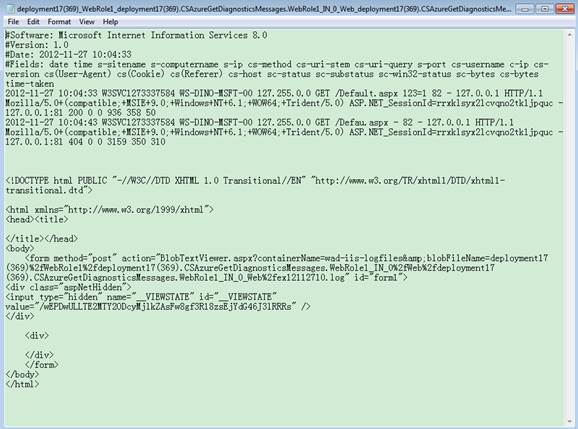 deployment17(369)_WebRole1_deployment17(369).CSAzureGetDiagnosticsMessages.WebRole1_IN_0_Web_deployment17(369).CSAzureGetDiagnosticsMes...
File Edit Format View Help
#Software: Microsoft Internet Information Services 8.0
#Version: 1.0
#Date: 2012-11-27 10:04:33
#Fields: date time s-sitename s-computername s-ip cs-method cs-uri-stem cs-uri-query s-port cs-username c-ip cs-
version cs(User-Agent) cs(Cookie) cs(Referer) cs-host sc-status sc-substatus sc-win32-status sc-bytes cs-bytes
time-taken
2012-11-27 10:04:33 W3SVC1273337584 WS-DINO-MSFT-00 127.255.0.0 GET /Default.aspx 123=1 82 - 127.0.0.1 HTTP/1.1
Mozilla/5.0+(compatible;+MSIE+9.0;+Windows+NT+6.1;+WOW64;+Trident/5.0) ASP.NET_SessionId=rrxklsyx2lcvqno2tkljpquc -
127.0.0.1:81 200 0 0 936 358 50
2012-11-27 10:04:43 W3SVC1273337584 WS-DINO-MSFT-00 127.255.0.0 GET /Defau.aspx - 82 - 127.0.0.1 HTTP/1.1
Mozilla/5.0+(compatible;+MSIE+9.0;+Windows+NT+6.1;+WOW64;+Trident/5.0) ASP.NET_SessionId=rrxklsyx2lcvqno2tkljpquc -
127.0.0.1:81 404 0 0 3159 350 310
<!DOCTYPE html PUBLIC "-//W3C//DTD XHTML 1.0 Transitional//EN" "http://www.w3.org/TR/xhtml1/DTD/xhtml1-
transitional.dtd">
<html xmlns="http://www.w3.org/1999/xhtml">
<head><title>
</title></head>
<body>
<form method="post" action="BlobTextViewer.aspx?containerName=wad-iis-logfiles&amp;blobFileName=deployment17
(369)%2fWebRole1%2fdeployment17(369).CSAzureGetDiagnosticsMessages.WebRole1_IN_0%2fWeb%2fdeployment17
(369).CSAzureGetDiagnosticsMessages.WebRole1_IN_0_Web%2fex12112710.log" id="form1">
<div class="aspNetHidden">
<input type="hidden" name="__VIEWSTATE" id="__VIEWSTATE"
value="/wEPDwULLTE2MTY2ODcyMjlkZAsFw8gf3R18zsEjYdG46J3lRRRs" />
</div>
<div>
</div>
</form>
</body>
</html>